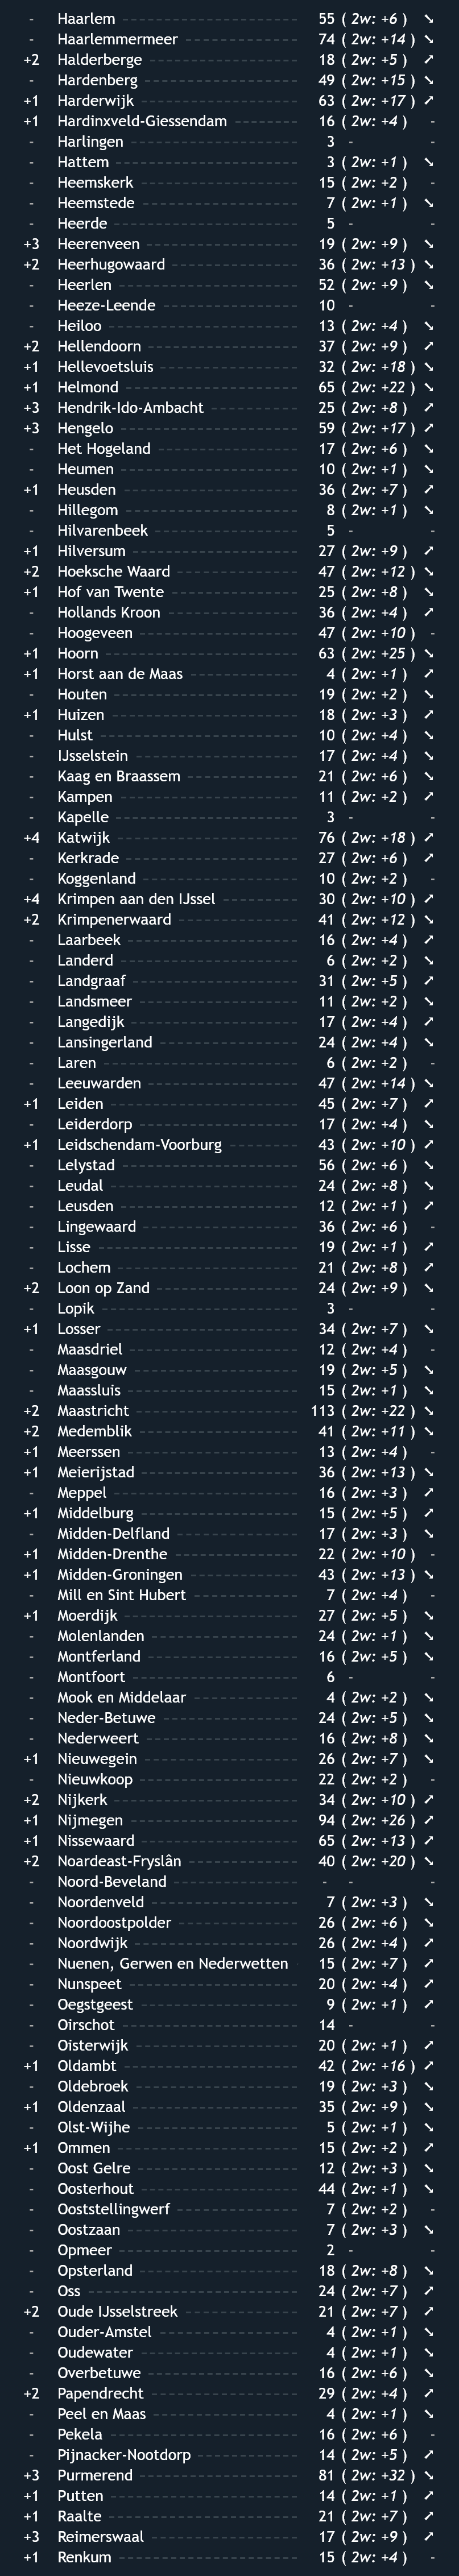 - Haarlem 55 ( 2w: +6 ) ➘
- Haarlemmermeer 74 ( 2w: +14 ) ➘
+2 Halderberge 18 ( 2w: +5 ) ➚
- Hardenberg 49 ( 2w: +15 ) ➘
+1 Harderwijk 63 ( 2w: +17 ) ➚
+1 Hardinxveld-Giessendam 16 ( 2w: +4 ) -
- Harlingen 3 - -
- Hattem 3 ( 2w: +1 ) ➘
- Heemskerk 15 ( 2w: +2 ) -
- Heemstede 7 ( 2w: +1 ) ➘
- Heerde 5 - -
+3 Heerenveen 19 ( 2w: +9 ) ➘
+2 Heerhugowaard 36 ( 2w: +13 ) ➘
- Heerlen 52 ( 2w: +9 ) ➘
- Heeze-Leende 10 - -
- Heiloo 13 ( 2w: +4 ) ➘
+2 Hellendoorn 37 ( 2w: +9 ) ➚
+1 Hellevoetsluis 32 ( 2w: +18 ) ➘
+1 Helmond 65 ( 2w: +22 ) ➘
+3 Hendrik-Ido-Ambacht 25 ( 2w: +8 ) ➚
+3 Hengelo 59 ( 2w: +17 ) ➚
- Het Hogeland 17 ( 2w: +6 ) ➘
- Heumen 10 ( 2w: +1 ) ➘
+1 Heusden 36 ( 2w: +7 ) ➚
- Hillegom 8 ( 2w: +1 ) ➘
- Hilvarenbeek 5 - -
+1 Hilversum 27 ( 2w: +9 ) ➚
+2 Hoeksche Waard 47 ( 2w: +12 ) ➘
+1 Hof van Twente 25 ( 2w: +8 ) ➘
- Hollands Kroon 36 ( 2w: +4 ) ➚
- Hoogeveen 47 ( 2w: +10 ) -
+1 Hoorn 63 ( 2w: +25 ) ➘
+1 Horst aan de Maas 4 ( 2w: +1 ) ➚
- Houten 19 ( 2w: +2 ) ➘
+1 Huizen 18 ( 2w: +3 ) ➚
- Hulst 10 ( 2w: +4 ) ➘
- IJsselstein 17 ( 2w: +4 ) ➘
- Kaag en Braassem 21 ( 2w: +6 ) ➘
- Kampen 11 ( 2w: +2 ) ➚
- Kapelle 3 - -
+4 Katwijk 76 ( 2w: +18 ) ➚
- Kerkrade 27 ( 2w: +6 ) ➚
- Koggenland 10 ( 2w: +2 ) -
+4 Krimpen aan den IJssel 30 ( 2w: +10 ) ➚
+2 Krimpenerwaard 41 ( 2w: +12 ) ➘
- Laarbeek 16 ( 2w: +4 ) ➚
- Landerd 6 ( 2w: +2 ) ➘
- Landgraaf 31 ( 2w: +5 ) ➚
- Landsmeer 11 ( 2w: +2 ) ➘
- Langedijk 17 ( 2w: +4 ) ➚
- Lansingerland 24 ( 2w: +4 ) ➘
- Laren 6 ( 2w: +2 ) -
- Leeuwarden 47 ( 2w: +14 ) ➘
+1 Leiden 45 ( 2w: +7 ) ➚
- Leiderdorp 17 ( 2w: +4 ) ➘
+1 Leidschendam-Voorburg 43 ( 2w: +10 ) ➚
- Lelystad 56 ( 2w: +6 ) ➘
- Leudal 24 ( 2w: +8 ) ➘
- Leusden 12 ( 2w: +1 ) ➚
- Lingewaard 36 ( 2w: +6 ) -
- Lisse 19 ( 2w: +1 ) ➚
- Lochem 21 ( 2w: +8 ) ➚
+2 Loon op Zand 24 ( 2w: +9 ) ➘
- Lopik 3 - -
+1 Losser 34 ( 2w: +7 ) ➘
- Maasdriel 12 ( 2w: +4 ) -
- Maasgouw 19 ( 2w: +5 ) ➘
- Maassluis 15 ( 2w: +1 ) ➘
+2 Maastricht 113 ( 2w: +22 ) ➘
+2 Medemblik 41 ( 2w: +11 ) ➘
+1 Meerssen 13 ( 2w: +4 ) -
+1 Meierijstad 36 ( 2w: +13 ) ➘
- Meppel 16 ( 2w: +3 ) ➚
+1 Middelburg 15 ( 2w: +5 ) ➚
- Midden-Delfland 17 ( 2w: +3 ) ➘
+1 Midden-Drenthe 22 ( 2w: +10 ) -
+1 Midden-Groningen 43 ( 2w: +13 ) ➘
- Mill en Sint Hubert 7 ( 2w: +4 ) -
+1 Moerdijk 27 ( 2w: +5 ) ➘
- Molenlanden 24 ( 2w: +1 ) ➘
- Montferland 16 ( 2w: +5 ) ➘
- Montfoort 6 - -
- Mook en Middelaar 4 ( 2w: +2 ) ➘
- Neder-Betuwe 24 ( 2w: +5 ) ➘
- Nederweert 16 ( 2w: +8 ) ➘
+1 Nieuwegein 26 ( 2w: +7 ) ➘
- Nieuwkoop 22 ( 2w: +2 ) -
+2 Nijkerk 34 ( 2w: +10 ) ➚
+1 Nijmegen 94 ( 2w: +26 ) ➚
+1 Nissewaard 65 ( 2w: +13 ) ➚
+2 Noardeast-Fryslân 40 ( 2w: +20 ) ➘
- Noord-Beveland - - -
- Noordenveld 7 ( 2w: +3 ) ➘
- Noordoostpolder 26 ( 2w: +6 ) ➘
- Noordwijk 26 ( 2w: +4 ) ➚
- Nuenen, Gerwen en Nederwetten 15 ( 2w: +7 ) ➚
- Nunspeet 20 ( 2w: +4 ) ➚
- Oegstgeest 9 ( 2w: +1 ) ➚
- Oirschot 14 - -
- Oisterwijk 20 ( 2w: +1 ) ➚
+1 Oldambt 42 ( 2w: +16 ) ➚
- Oldebroek 19 ( 2w: +3 ) ➘
+1 Oldenzaal 35 ( 2w: +9 ) ➘
- Olst-Wijhe 5 ( 2w: +1 ) ➘
+1 Ommen 15 ( 2w: +2 ) ➚
- Oost Gelre 12 ( 2w: +3 ) ➘
- Oosterhout 44 ( 2w: +1 ) ➘
- Ooststellingwerf 7 ( 2w: +2 ) -
- Oostzaan 7 ( 2w: +3 ) ➘
- Opmeer 2 - -
- Opsterland 18 ( 2w: +8 ) ➘
- Oss 24 ( 2w: +7 ) ➚
+2 Oude IJsselstreek 21 ( 2w: +7 ) ➚
- Ouder-Amstel 4 ( 2w: +1 ) ➘
- Oudewater 4 ( 2w: +1 ) ➘
- Overbetuwe 16 ( 2w: +6 ) ➘
+2 Papendrecht 29 ( 2w: +4 ) ➚
- Peel en Maas 4 ( 2w: +1 ) ➘
- Pekela 16 ( 2w: +6 ) -
- Pijnacker-Nootdorp 14 ( 2w: +5 ) ➚
+3 Purmerend 81 ( 2w: +32 ) ➘
+1 Putten 14 ( 2w: +1 ) ➚
+1 Raalte 21 ( 2w: +7 ) ➚
+3 Reimerswaal 17 ( 2w: +9 ) ➚
+1 Renkum 15 ( 2w: +4 ) -